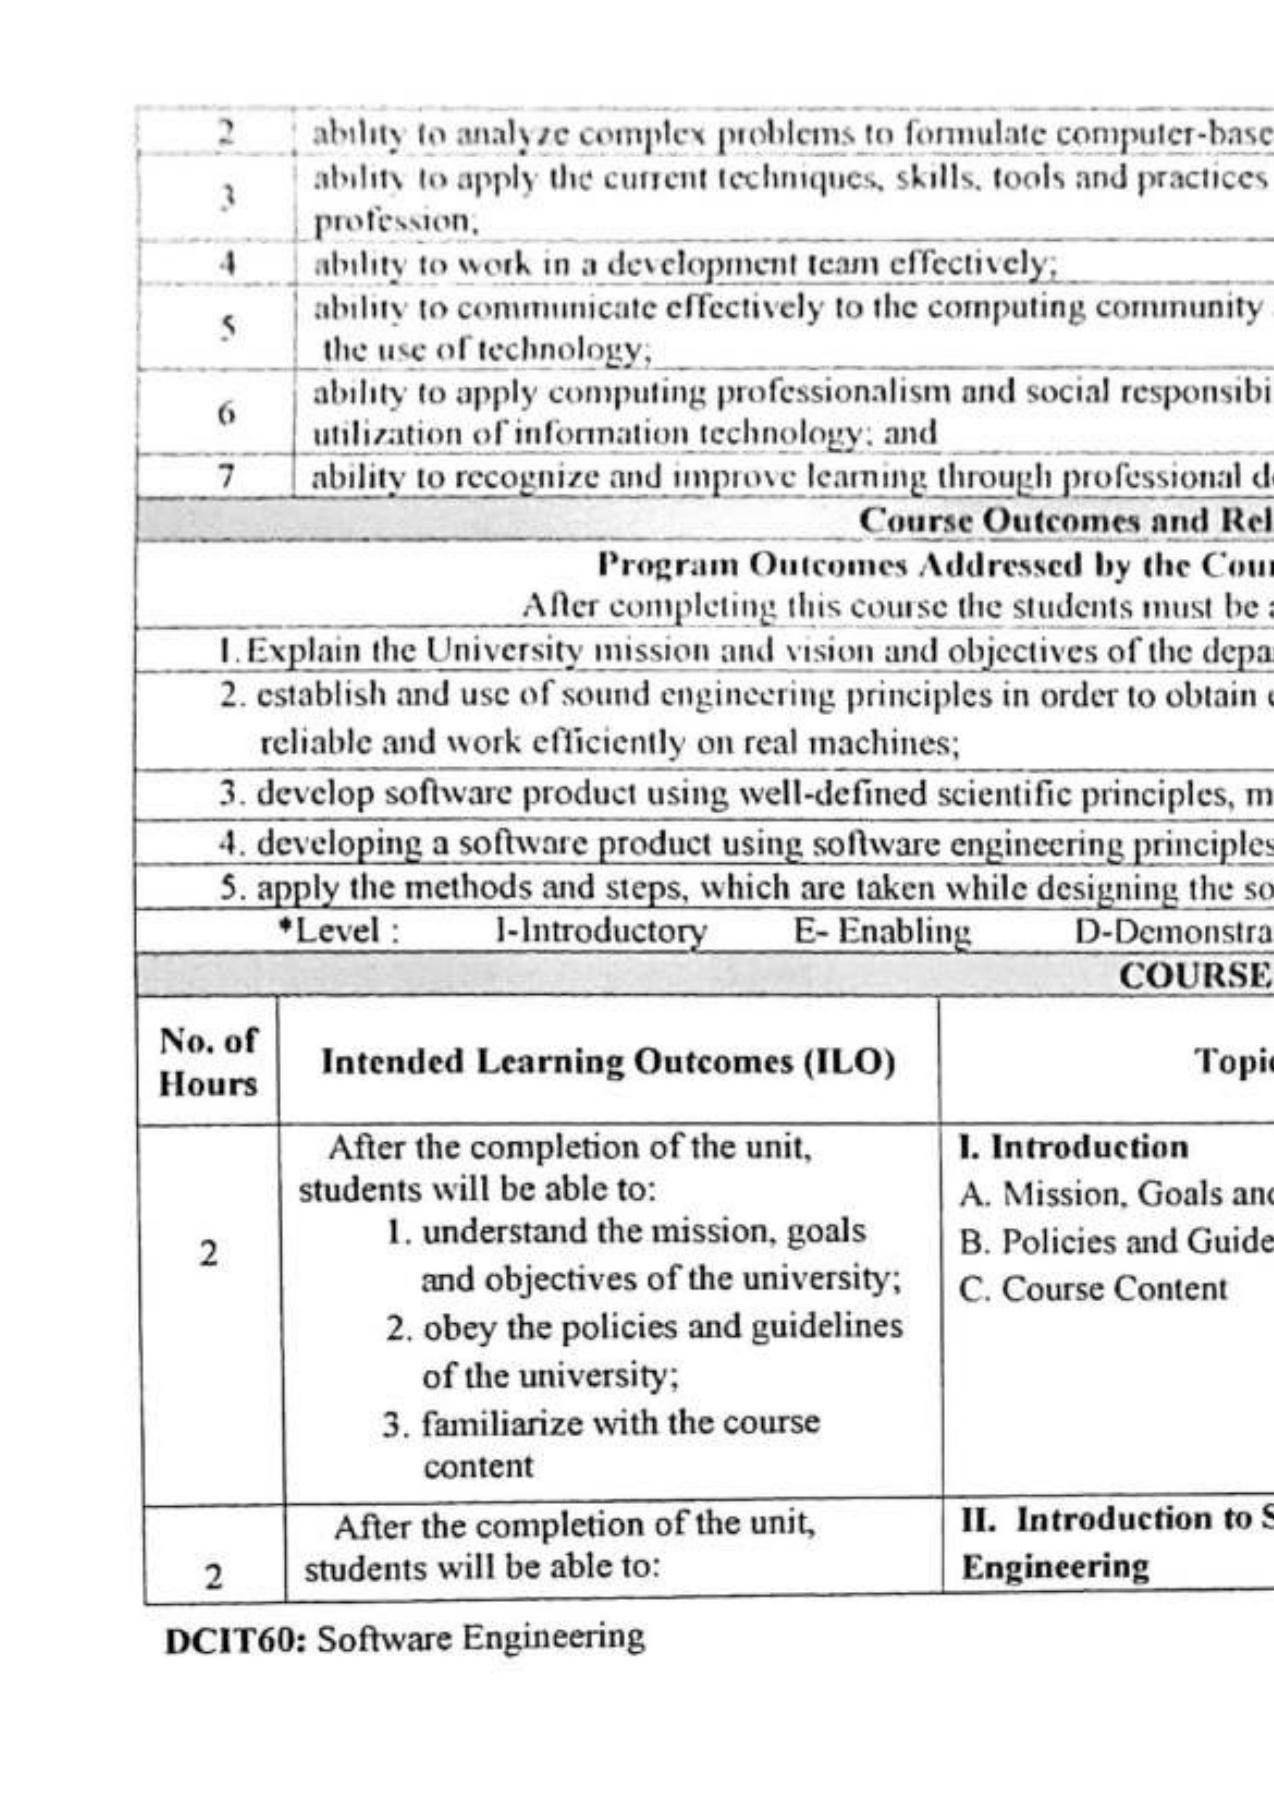 2 ability to analyze complex problems to formulate computer-base
3 ability to apply the current techniques, skills, tools and practices
profession;
4 ability to work in a development team effectively;
5 ability to communicate effectively to the computing community
the use of technology;
6 ability to apply computing professionalism and social responsibi
utilization of information technology; and
7 ability to recognize and improve learning through professional d
Course Outcomes and Rel
Program Outcomes Addressed by the Cour
After completing this course the students must be a
1. Explain the University mission and vision and objectives of the depa
2. establish and use of sound engineering principles in order to obtain
reliable and work efficiently on real machines;
3. develop software product using well-defined scientific principles, m
4. developing a software product using software engineering principles
5. apply the methods and steps, which are taken while designing the so
*Level : I-Introductory E- Enabling D-Demonstra
COURSE
No. of
Hours
Intended Learning Outcomes (ILO)
Topic
2
After the completion of the unit,
students will be able to:
1. understand the mission, goals
and objectives of the university;
2. obey the policies and guidelines
of the university;
3. familiarize with the course
content
I. Introduction
A. Mission, Goals and
B. Policies and Guide
C. Course Content
2
After the completion of the unit,
students will be able to:
II. Introduction to S
Engineering
DCIT60: Software Engineering